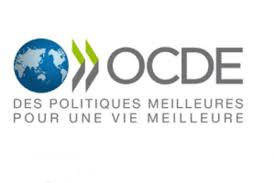 OCDE
DES POLITIQUES MEILLEURES
POUR UNE VIE MEILLEURE